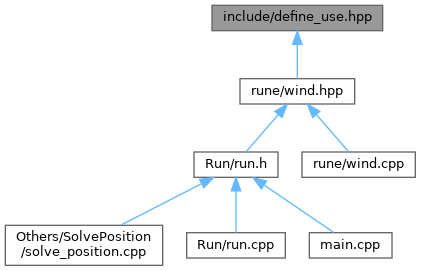 include/define_use.hpp
rune/wind.hpp
Run/run.h
rune/wind.cpp
Others/SolvePosition
/solve_position.cpp
Run/run.cpp
main.cpp